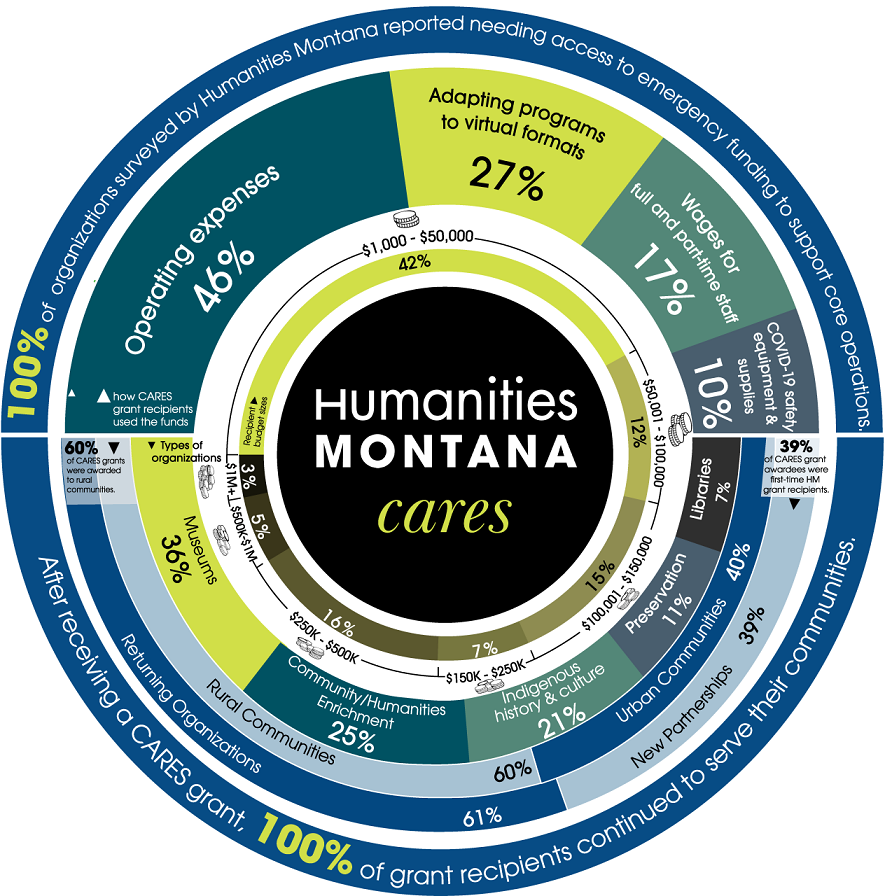 100% of organizations surveyed by Humanities Montana reported needing access to emergency funding to support core operations.
Operating expenses
46%
Adapting programs
to virtual formats
27%
Wages for
full and part-time staff
17%
COVID-19 safety
equipment &
supplies
10%
how CARES
grant recipients
used the funds
$1,000 - $50,000
42%
$50,001 - $100,000
12%
$100,001 - $150,000
15%
$150K - $250K
7%
$250K - $500K
16%
$500K-$1M
5%
$1M+
3%
Recipient
budget sizes
Humanities
MONTANA
cares
60%
of CARES grants
were awarded
to rural
communities.
Types of
organizations
39%
of CARES grant
awardees were
first-time HM
grant recipients.
Museums
36%
Community/Humanities
Enrichment
25%
Indigenous
history & culture
21%
Preservation
11%
Libraries
7%
Rural Communities
60%
Urban Communities
40%
Returning Organizations
61%
New Partnerships
39%
After receiving a CARES grant, 100% of grant recipients continued to serve their communities.